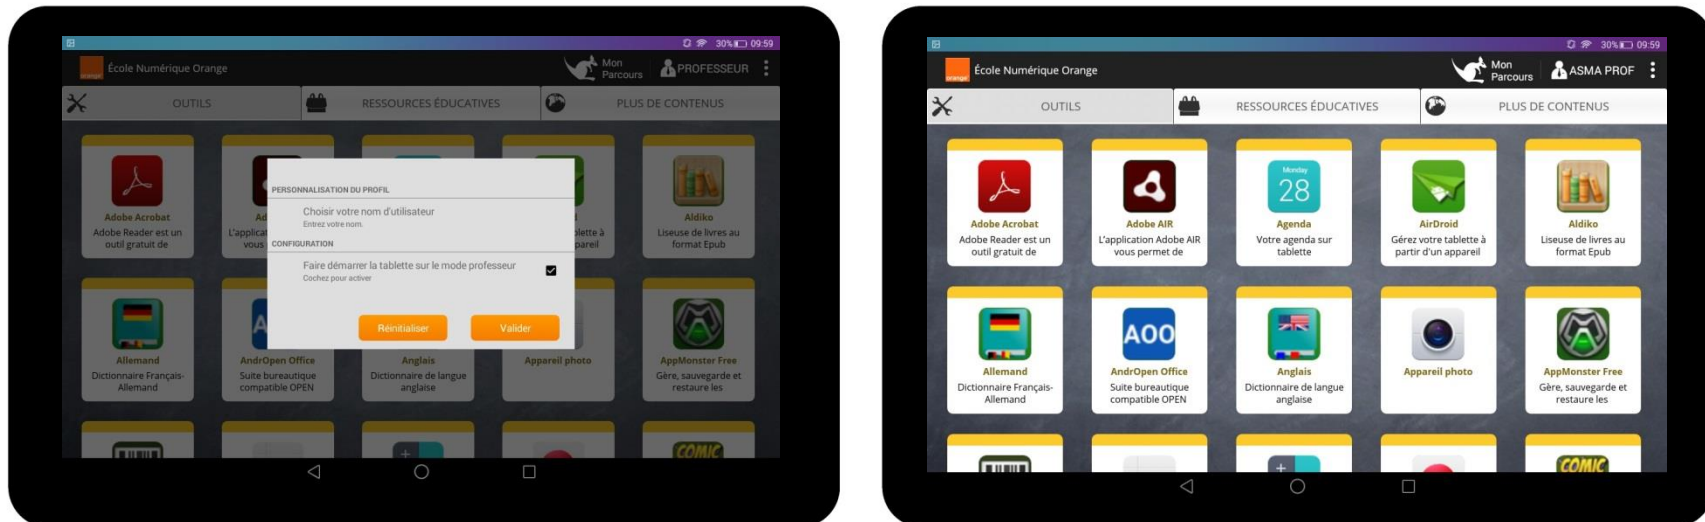 30% 09:59
orange
École Numérique Orange
Mon
Parcours
PROFESSEUR
OUTILS
RESSOURCES ÉDUCATIVES
PLUS DE CONTENUS
PERSONNALISATION DU PROFIL
Choisir votre nom d'utilisateur
Entrez votre nom.
CONFIGURATION
Faire démarrer la tablette sur le mode professeur
Cochez pour activer
Réinitialiser
Valider
Adobe Acrobat
Adobe Reader est un
outil gratuit de
Ad
L'applicat
vous
blette à
pareil
Aldiko
Liseuse de livres au
format Epub
Allemand
Dictionnaire Français-
Allemand
AndrOpen Office
Suite bureautique
compatible OPEN
Anglais
Dictionnaire de langue
anglaise
Appareil photo
AppMonster Free
Gère, sauvegarde et
restaure les
COMIC
30% 09:59
orange
École Numérique Orange
Mon
Parcours
ASMA PROF
OUTILS
RESSOURCES ÉDUCATIVES
PLUS DE CONTENUS
Adobe Acrobat
Adobe Reader est un
outil gratuit de
Adobe AIR
L'application Adobe AIR
vous permet de
Monday
28
Agenda
Votre agenda sur
tablette
AirDroid
Gérez votre tablette à
partir d'un appareil
Aldiko
Liseuse de livres au
format Epub
Allemand
Dictionnaire Français-
Allemand
AOO
AndrOpen Office
Suite bureautique
compatible OPEN
Anglais
Dictionnaire de langue
anglaise
Appareil photo
AppMonster Free
Gère, sauvegarde et
restaure les
COMIC